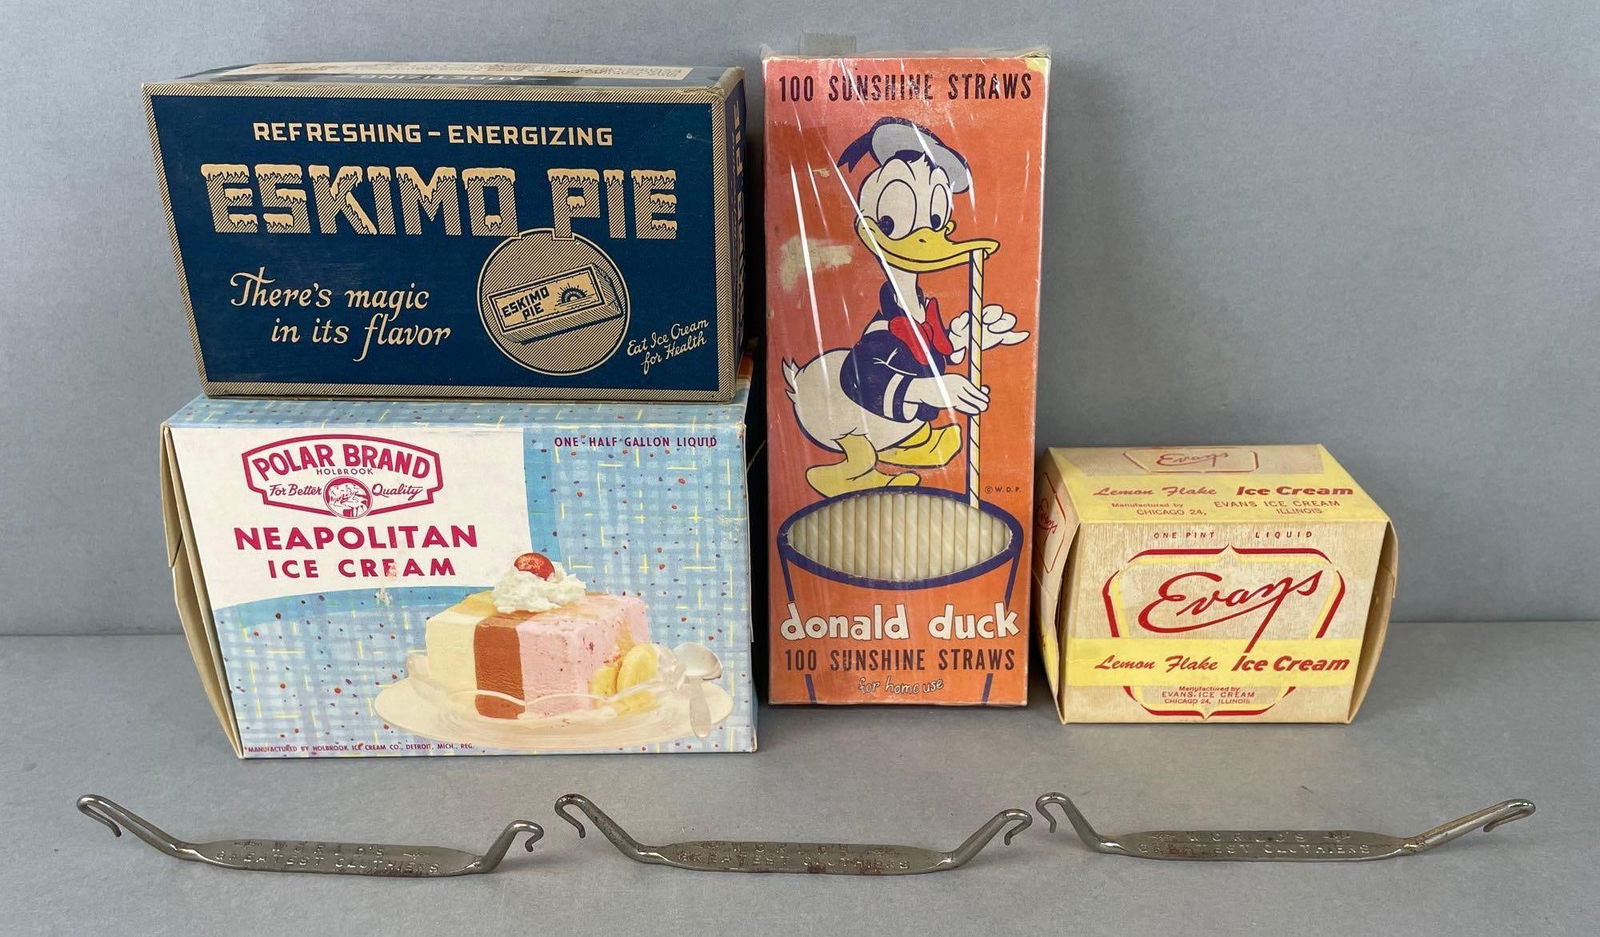 REFRESHING - ENERGIZING
ESKIMO PIE
There's magic
in its flavor
ESKIMO
PIE
Eat Ice Cream
for Health
POLAR BRAND
HOLBROOK
For Better Quality
NEAPOLITAN
ICE CREAM
ONE-HALF GALLON LIQUID
MANUFACTURED BY HOLBROOK ICE CREAM CO., DETROIT, MICH., REG.
100 SUNSHINE STRAWS
© W.D.P.
donald duck
100 SUNSHINE STRAWS
for home use
Evans
Lemon Flake Ice Cream
Manufactured by EVANS ICE CREAM
CHICAGO 24, ILLINOIS
Evans
ONE PINT LIQUID
Evans
Lemon Flake Ice Cream
Manufactured by
EVANS ICE CREAM
CHICAGO 24, ILLINOIS
WORLD'S
GREATEST CLOTHIERS
WORLD'S
GREATEST CLOTHIERS
WORLD'S
GREATEST CLOTHIERS